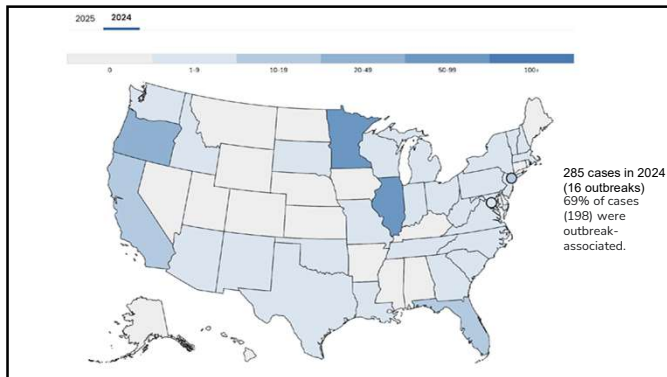 2025 2024
0 1-9 10-19 20-49 50-99 100+
285 cases in 2024
(16 outbreaks)
69% of cases
(198) were
outbreak-
associated.